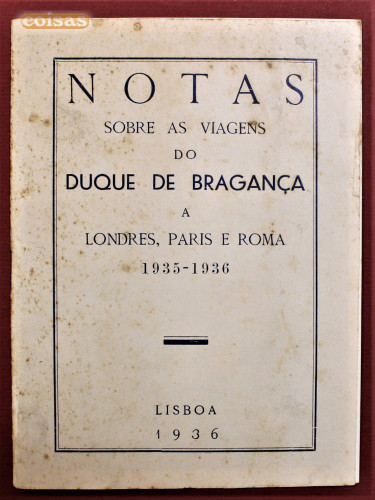 coisas
NOTAS
SOBRE AS VIAGENS
DO
DUQUE DE BRAGANÇA
A
LONDRES, PARIS E ROMA
1935-1936
LISBOA
1936